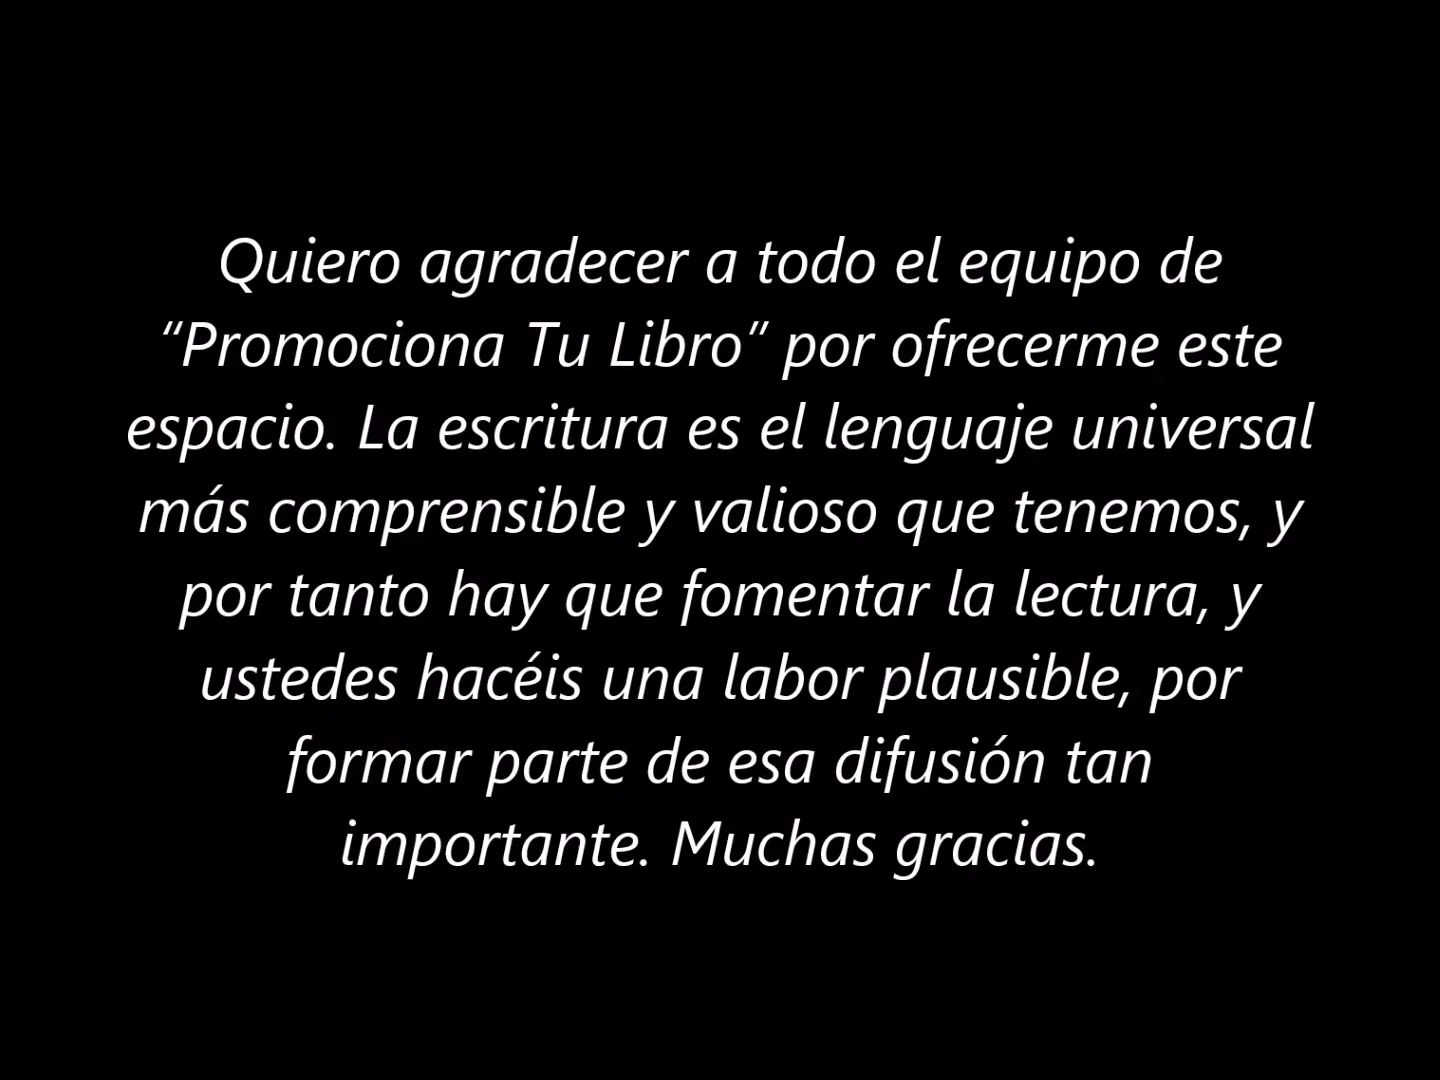 Quiero agradecer a todo el equipo de
“Promociona Tu Libro” por ofrecerme este
espacio. La escritura es el lenguaje universal
más comprensible y valioso que tenemos, y
por tanto hay que fomentar la lectura, y
ustedes hacéis una labor plausible, por
formar parte de esa difusión tan
importante. Muchas gracias.